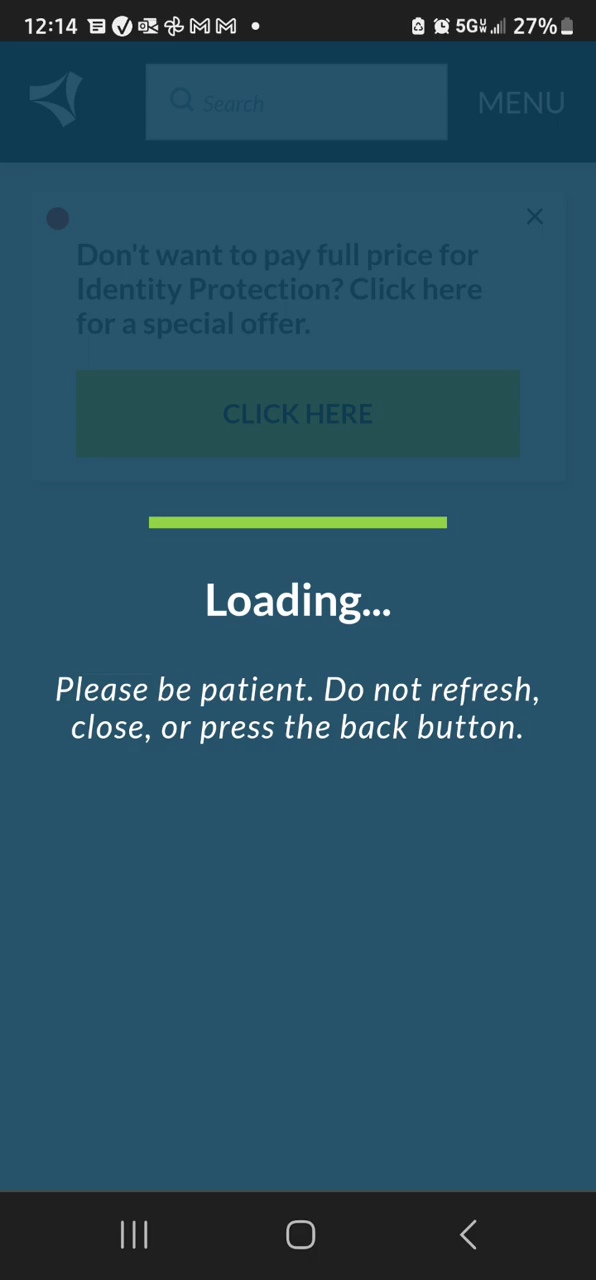 12:14
5G 27%
Search
MENU
Don't want to pay full price for
Identity Protection? Click here
for a special offer.
CLICK HERE
Loading...
Please be patient. Do not refresh,
close, or press the back button.